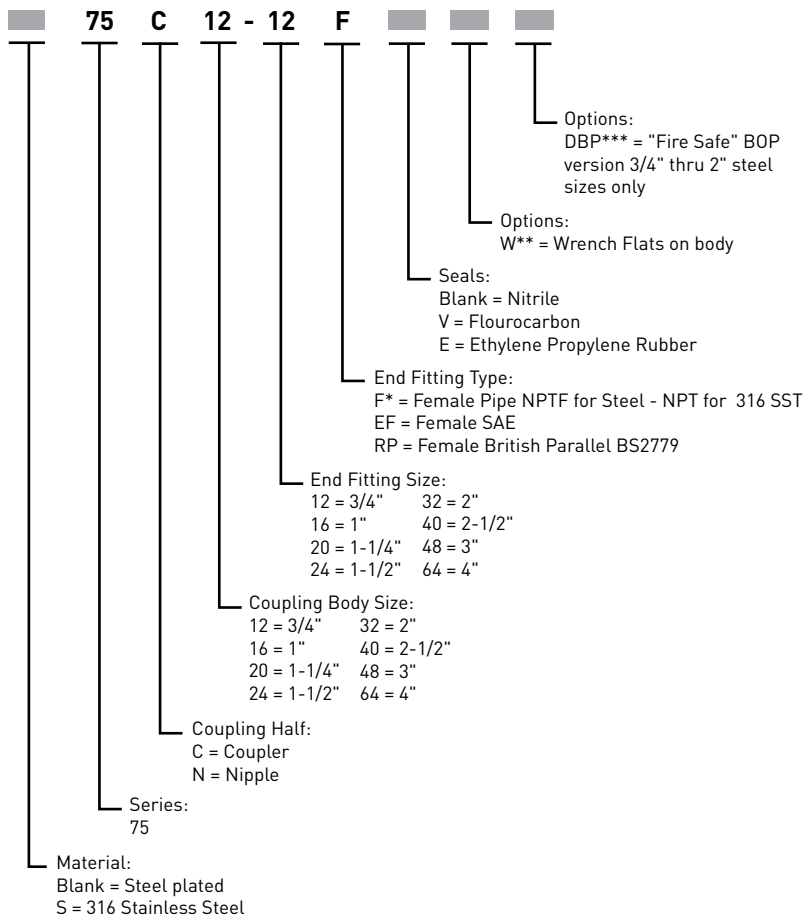 75 C 12 - 12 F
Options:
DBP*** = "Fire Safe" BOP
version 3/4" thru 2" steel
sizes only
Options:
W** = Wrench Flats on body
Seals:
Blank = Nitrile
V = Flourocarbon
E = Ethylene Propylene Rubber
End Fitting Type:
F* = Female Pipe NPTF for Steel - NPT for 316 SST
EF = Female SAE
RP = Female British Parallel BS2779
End Fitting Size:
12 = 3/4" 32 = 2"
16 = 1" 40 = 2-1/2"
20 = 1-1/4" 48 = 3"
24 = 1-1/2" 64 = 4"
Coupling Body Size:
12 = 3/4" 32 = 2"
16 = 1" 40 = 2-1/2"
20 = 1-1/4" 48 = 3"
24 = 1-1/2" 64 = 4"
Coupling Half:
C = Coupler
N = Nipple
Series:
75
Material:
Blank = Steel plated
S = 316 Stainless Steel